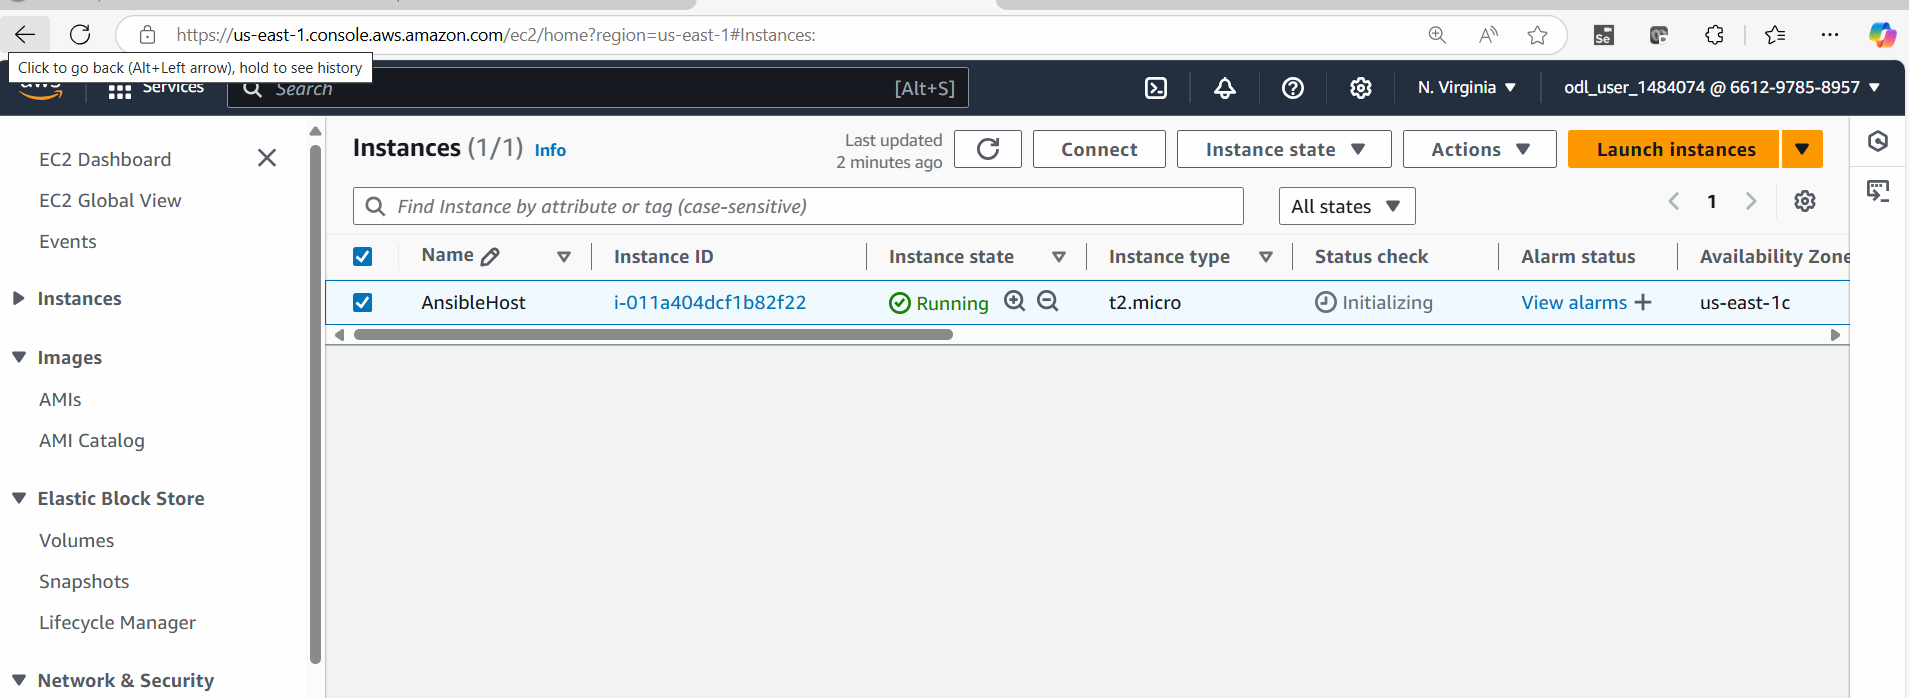 https://us-east-1.console.aws.amazon.com/ec2/home?region=us-east-1#Instances:
Click to go back (Alt+Left arrow), hold to see history
aws
Services
Search
[Alt+S]
N. Virginia
odl_user_1484074 @ 6612-9785-8957
EC2 Dashboard
EC2 Global View
Events
Instances
Images
AMIs
AMI Catalog
Elastic Block Store
Volumes
Snapshots
Lifecycle Manager
Network & Security
Instances (1/1) Info
Last updated
2 minutes ago
Connect
Instance state
Actions
Launch instances
Find Instance by attribute or tag (case-sensitive)
All states
1
Name Instance ID Instance state Instance type Status check Alarm status Availability Zone
AnsibleHost i-011a404dcf1b82f22 Running t2.micro Initializing View alarms + us-east-1c